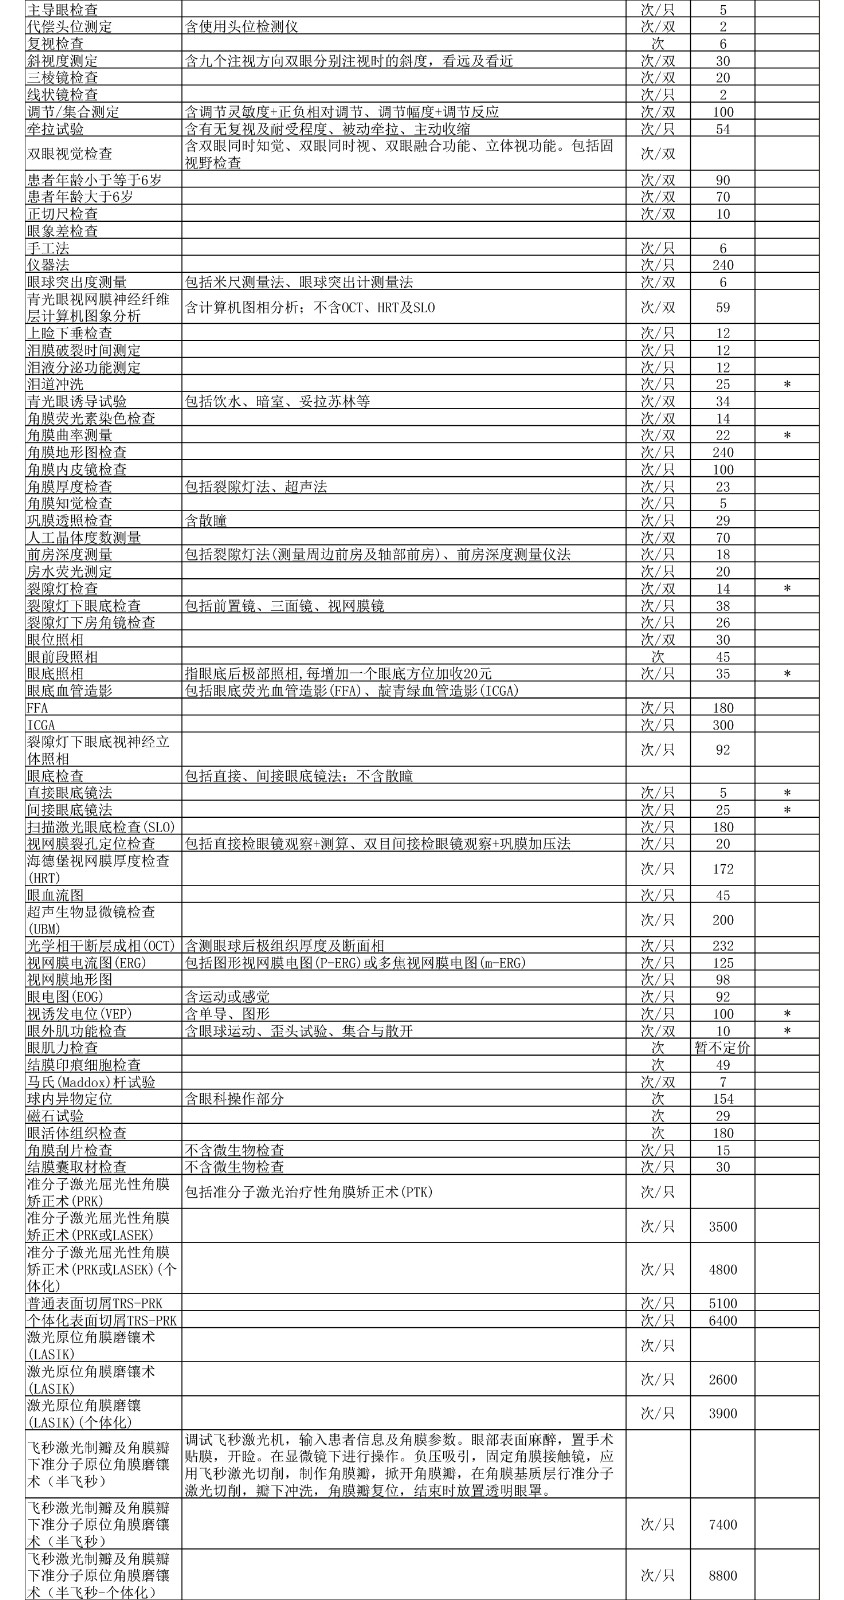 主导眼检查 次/只 5
代偿头位测定 含使用头位检测仪 次/双 2
复视检查 次 6
斜视度测定 含九个注视方向双眼分别注视时的斜度，看远及看近 次/双 30
三棱镜检查 次/双 20
线状镜检查 次/只 2
调节/集合测定 含调节灵敏度+正负相对调节、调节幅度+调节反应 次/双 100
牵拉试验 含有无复视及耐受程度、被动牵拉、主动收缩 次/只 54
双眼视觉检查 含双眼同时知觉、双眼同时视、双眼融合功能、立体视功能。包括固
视野检查 次/双
患者年龄小于等于6岁 次/双 90
患者年龄大于6岁 次/双 70
正切尺检查 次/双 10
眼象差检查
手工法 次/只 6
仪器法 次/只 240
眼球突出度测量 包括米尺测量法、眼球突出计测量法 次/双 6
青光眼视网膜神经纤维
层计算机图象分析 含计算机图相分析；不含OCT、HRT及SLO 次/双 59
上睑下垂检查 次/只 12
泪膜破裂时间测定 次/只 12
泪液分泌功能测定 次/只 12
泪道冲洗 次/只 25 *
青光眼诱导试验 包括饮水、暗室、妥拉苏林等 次/双 34
角膜荧光素染色检查 次/双 14
角膜曲率测量 次/双 22 *
角膜地形图检查 次/只 240
角膜内皮镜检查 次/只 100
角膜厚度检查 包括裂隙灯法、超声法 次/只 23
角膜知觉检查 次/只 5
巩膜透照检查 含散瞳 次/只 29
人工晶体度数测量 次/双 70
前房深度测量 包括裂隙灯法(测量周边前房及轴部前房)、前房深度测量仪法 次/只 18
房水荧光测定 次/只 20
裂隙灯检查 次/双 14 *
裂隙灯下眼底检查 包括前置镜、三面镜、视网膜镜 次/只 38
裂隙灯下房角镜检查 次/只 26
眼位照相 次/双 30
眼前段照相 次 45
眼底照相 指眼底后极部照相,每增加一个眼底方位加收20元 次/只 35 *
眼底血管造影 包括眼底荧光血管造影(FFA)、靛青绿血管造影(ICGA)
FFA 次/只 180
ICGA 次/只 300
裂隙灯下眼底视神经立
体照相 次/只 92
眼底检查 包括直接、间接眼底镜法；不含散瞳
直接眼底镜法 次/只 5 *
间接眼底镜法 次/只 25 *
扫描激光眼底检查(SLO) 次/只 180
视网膜裂孔定位检查 包括直接检眼镜观察+测算、双目间接检眼镜观察+巩膜加压法 次/只 20
海德堡视网膜厚度检查
(HRT) 次/只 172
眼血流图 次/只 45
超声生物显微镜检查
(UBM) 次/只 200
光学相干断层成相(OCT) 含测眼球后极组织厚度及断面相 次/只 232
视网膜电流图(ERG) 包括图形视网膜电图(P-ERG)或多焦视网膜电图(m-ERG) 次/只 125
视网膜地形图 次/只 98
眼电图(EOG) 含运动或感觉 次/只 92
视诱发电位(VEP) 含单导、图形 次/只 100 *
眼外肌功能检查 含眼球运动、歪头试验、集合与散开 次/双 10 *
眼肌力检查 次 暂不定价
结膜印痕细胞检查 次 49
马氏(Maddox)杆试验 次/双 7
球内异物定位 含眼科操作部分 次 154
磁石试验 次 29
眼活体组织检查 次 180
角膜刮片检查 不含微生物检查 次/只 15
结膜囊取材检查 不含微生物检查 次/只 30
准分子激光屈光性角膜
矫正术(PRK) 包括准分子激光治疗性角膜矫正术(PTK) 次/只
准分子激光屈光性角膜
矫正术(PRK或LASEK) 次/只 3500
准分子激光屈光性角膜
矫正术(PRK或LASEK)(个
体化) 次/只 4800
普通表面切屑TRS-PRK 次/只 5100
个体化表面切屑TRS-PRK 次/只 6400
激光原位角膜磨镶术
(LASIK) 次/只
激光原位角膜磨镶术
(LASIK) 次/只 2600
激光原位角膜磨镶
(LASIK)(个体化) 次/只 3900
飞秒激光制瓣及角膜瓣
下准分子原位角膜磨镶
术（半飞秒） 调试飞秒激光机，输入患者信息及角膜参数。眼部表面麻醉，置手术
贴膜，开睑。在显微镜下进行操作。负压吸引，固定角膜接触镜，应
用飞秒激光切削，制作角膜瓣，掀开角膜瓣，在角膜基质层行准分子
激光切削，瓣下冲洗，角膜瓣复位，结束时放置透明眼罩。
飞秒激光制瓣及角膜瓣
下准分子原位角膜磨镶
术（半飞秒） 次/只 7400
飞秒激光制瓣及角膜瓣
下准分子原位角膜磨镶
术（半飞秒-个体化） 次/只 8800